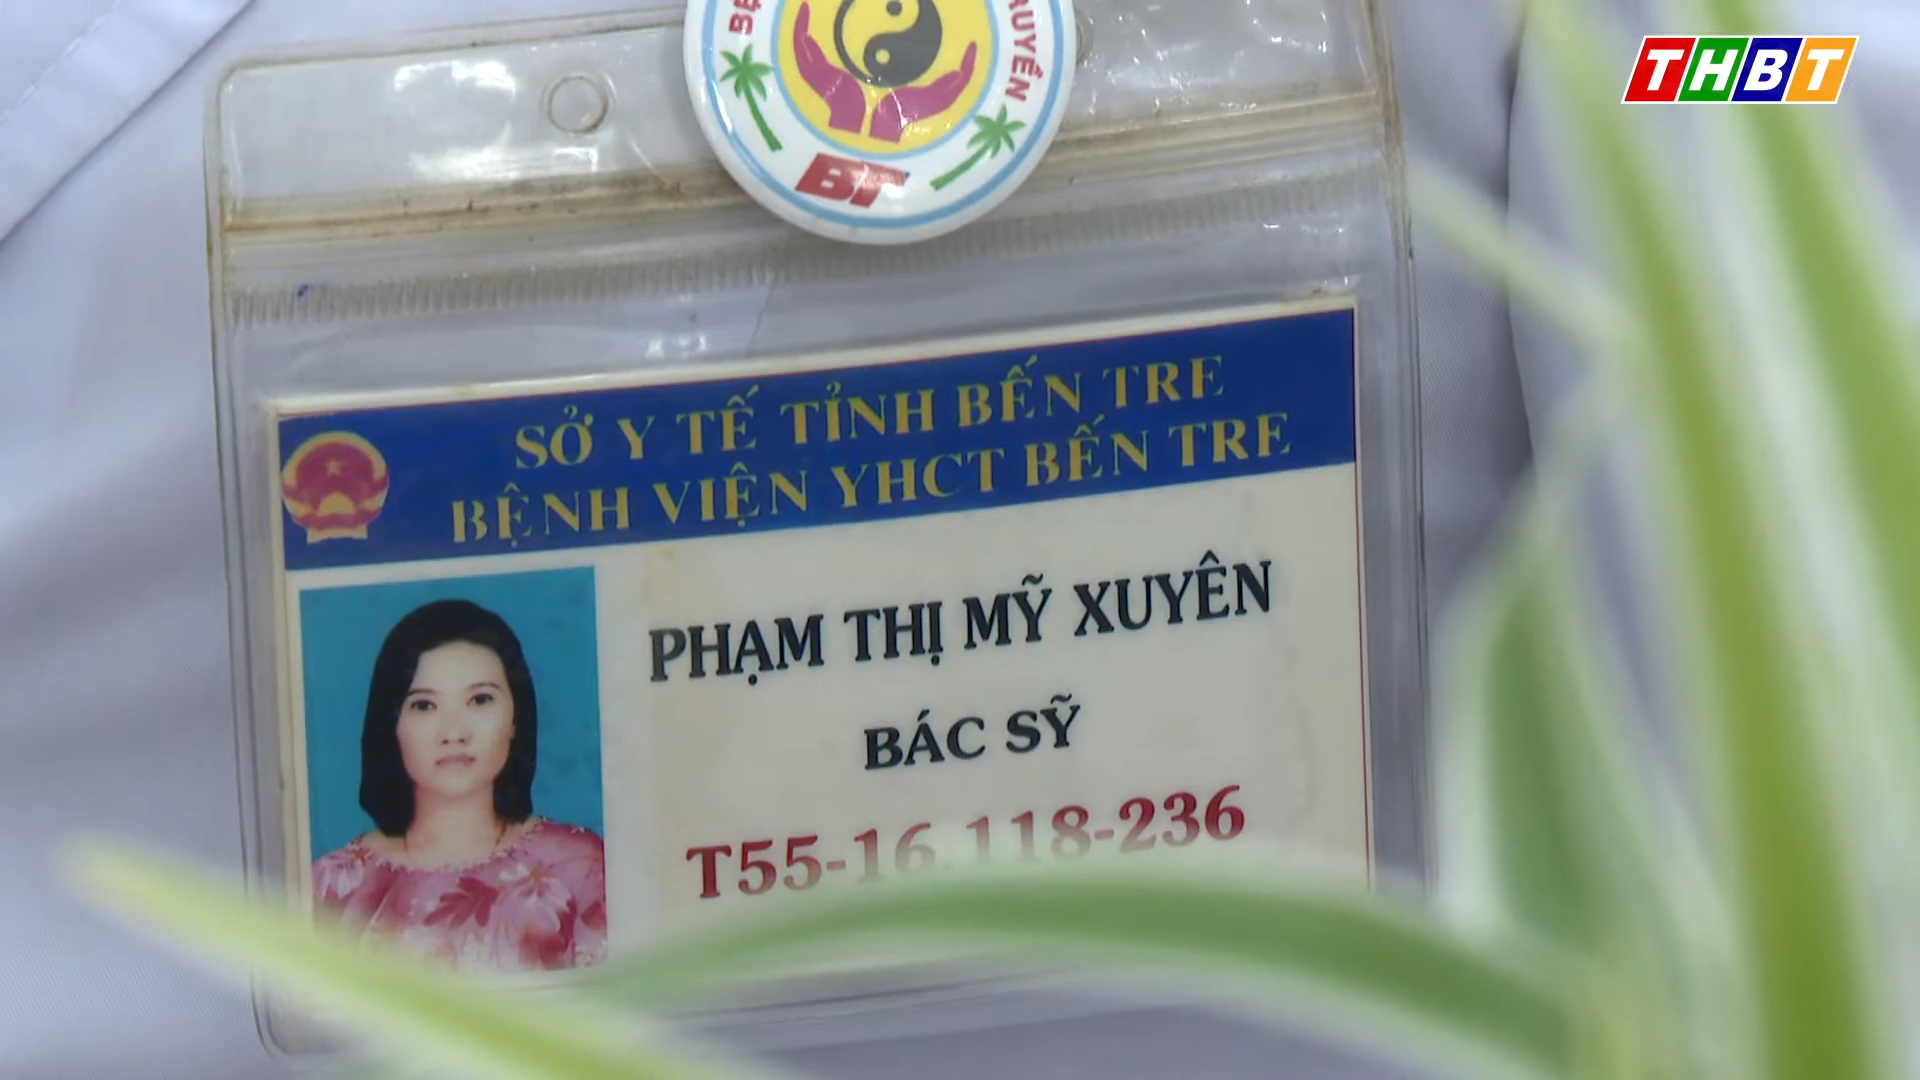 THBT
BT
SỞ Y TẾ TỈNH BẾN TRE
BỆNH VIỆN YHCT BẾN TRE
PHẠM THỊ MỸ XUYÊN
BÁC SỸ
T55-16.118-236